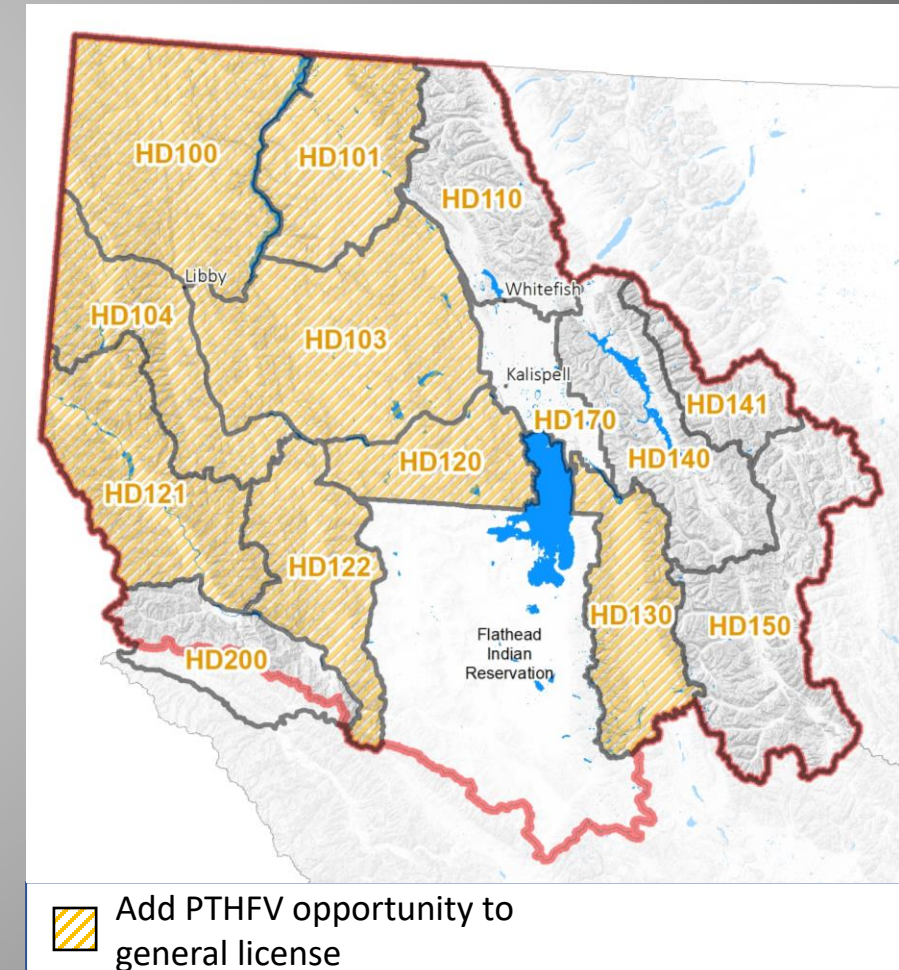 HD100
HD101
HD110
Libby
Whitefish
HD104
HD103
Kalispell
HD141
HD170
HD140
HD120
HD121
HD122
HD130
HD150
Flathead
Indian
Reservation
HD200
Add PTHFV opportunity to
general license